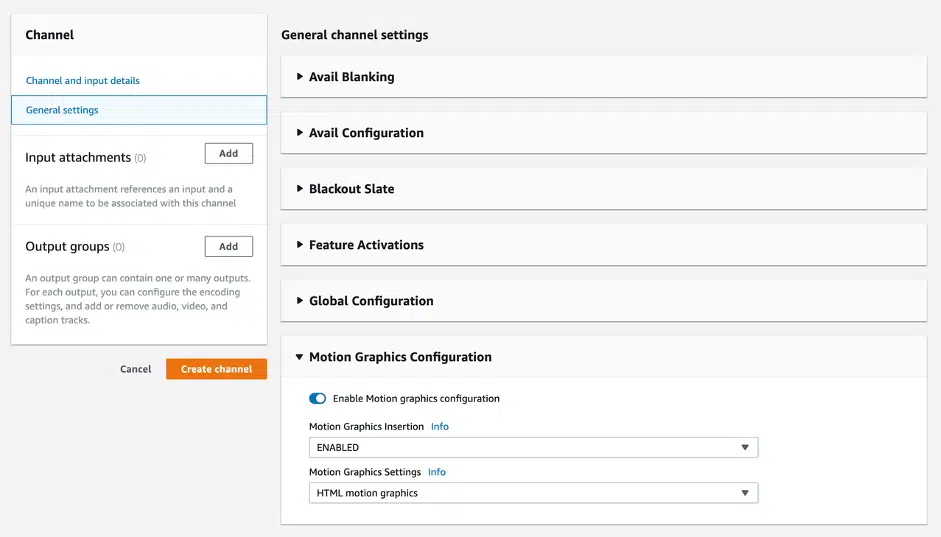 Channel
Channel and input details
General settings
Input attachments (0)
Add
An input attachment references an input and a
unique name to be associated with this channel
Output groups (0)
Add
An output group can contain one or many outputs.
For each output, you can configure the encoding
settings, and add or remove audio, video, and
caption tracks.
Cancel
Create channel
General channel settings
Avail Blanking
Avail Configuration
Blackout Slate
Feature Activations
Global Configuration
Motion Graphics Configuration
Enable Motion graphics configuration
Motion Graphics Insertion Info
ENABLED
Motion Graphics Settings Info
HTML motion graphics